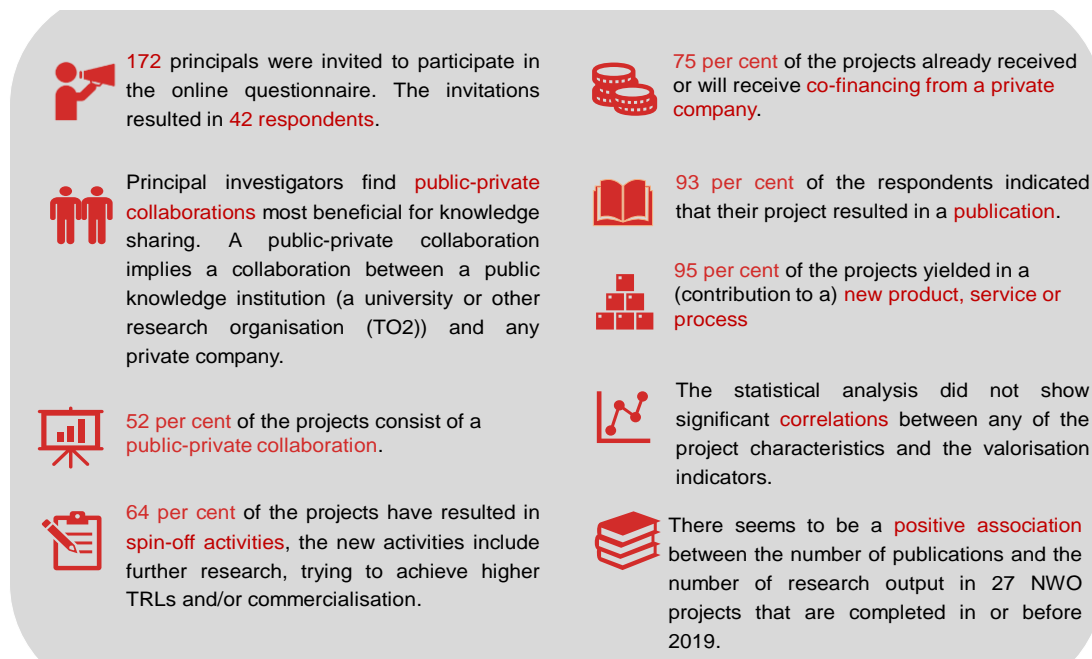 172 principals were invited to participate in
the online questionnaire. The invitations
resulted in 42 respondents.
Principal investigators find public-private
collaborations most beneficial for knowledge
sharing. A public-private collaboration
implies a collaboration between a public
knowledge institution (a university or other
research organisation (TO2)) and any
private company.
52 per cent of the projects consist of a
public-private collaboration.
64 per cent of the projects have resulted in
spin-off activities, the new activities include
further research, trying to achieve higher
TRLs and/or commercialisation.
75 per cent of the projects already received
or will receive co-financing from a private
company.
93 per cent of the respondents indicated
that their project resulted in a publication.
95 per cent of the projects yielded in a
(contribution to a) new product, service or
process
The statistical analysis did not show
significant correlations between any of the
project characteristics and the valorisation
indicators.
There seems to be a positive association
between the number of publications and the
number of research output in 27 NWO
projects that are completed in or before
2019.